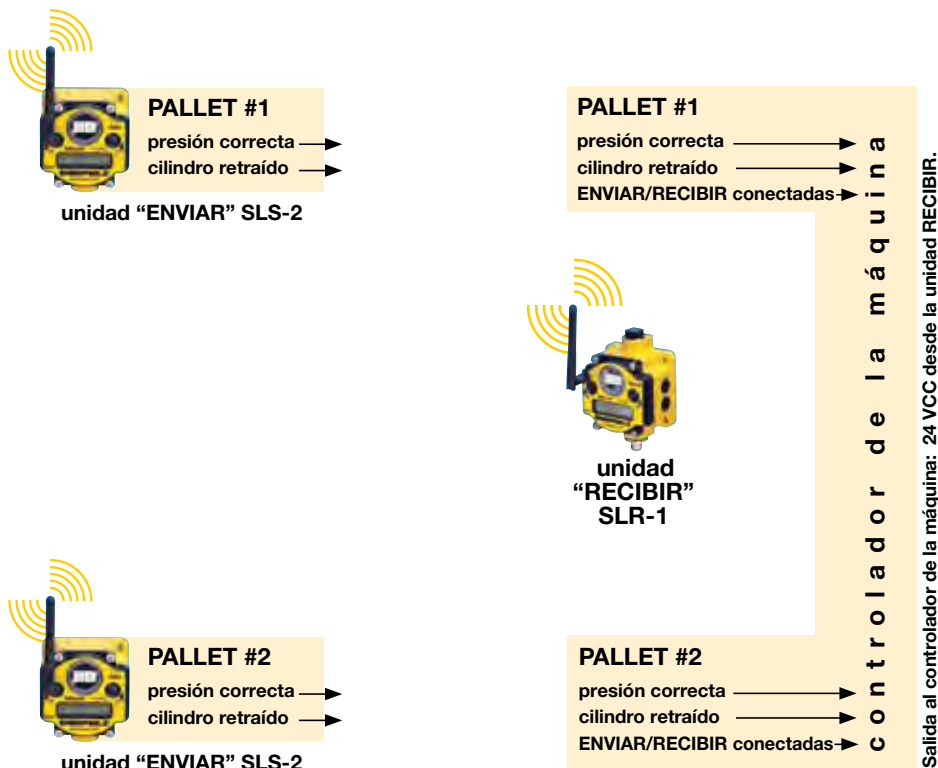 PALLET #1
presión correcta
cilindro retraído
unidad “ENVIAR” SLS-2
PALLET #1
presión correcta
cilindro retraído
ENVIAR/RECIBIR conectadas
unidad
“RECIBIR”
SLR-1
PALLET #2
presión correcta
cilindro retraído
unidad “ENVIAR” SLS-2
PALLET #2
presión correcta
cilindro retraído
ENVIAR/RECIBIR conectadas
controlador de la máquina
Salida al controlador de la máquina: 24 VCC desde la unidad RECIBIR.